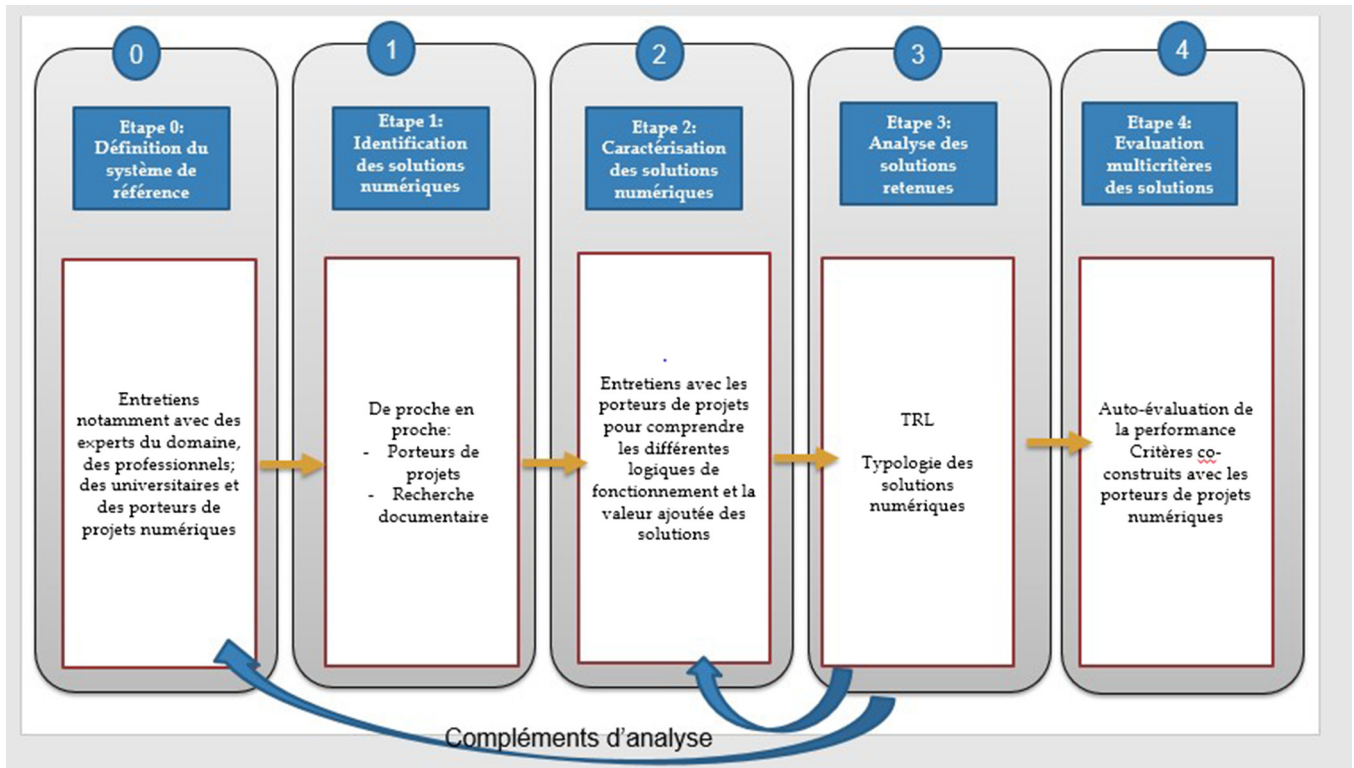 0
1
2
3
4
Etape 0:
Définition du
système de
référence
Etape 1:
Identification
des solutions
numériques
Etape 2:
Caractérisation
des solutions
numériques
Etape 3:
Analyse des
solutions
retenues
Etape 4:
Evaluation
multicritères
des solutions
Entretiens
notamment avec des
experts du domaine,
des professionnels;
des universitaires et
des porteurs de
projets numériques
De proche en
proche:
- Porteurs de
projets
- Recherche
documentaire
Entretiens avec les
porteurs de projets
pour comprendre
les différentes
logiques de
fonctionnement et la
valeur ajoutée des
solutions
TRL
Typologie des
solutions
numériques
Auto-évaluation de
la performance
Critères co-
construits avec les
porteurs de projets
numériques
Compléments d'analyse